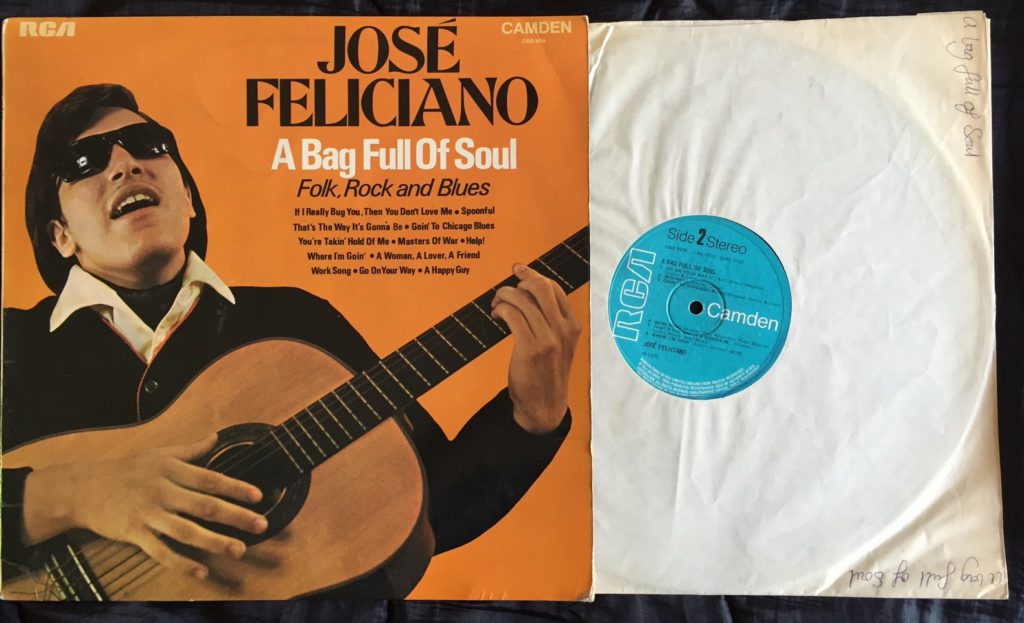 RCA
CAMDEN
JOSÉ
FELICIANO
A Bag Full Of Soul
Folk, Rock and Blues
If I Really Bug You, Then You Don't Love Me • Spoonful
That's The Way It's Gonna Be • Goin' To Chicago Blues
You're Takin' Hold Of Me • Masters Of War • Help!
Where I'm Goin' • A Woman, A Lover, A Friend
Work Song • Go On Your Way • A Happy Guy
a bag full of Soul
Side 2 Stereo
A BAG FULL OF SOUL
RCA
Camden
JOSÉ FELICIANO
a bag full of Soul